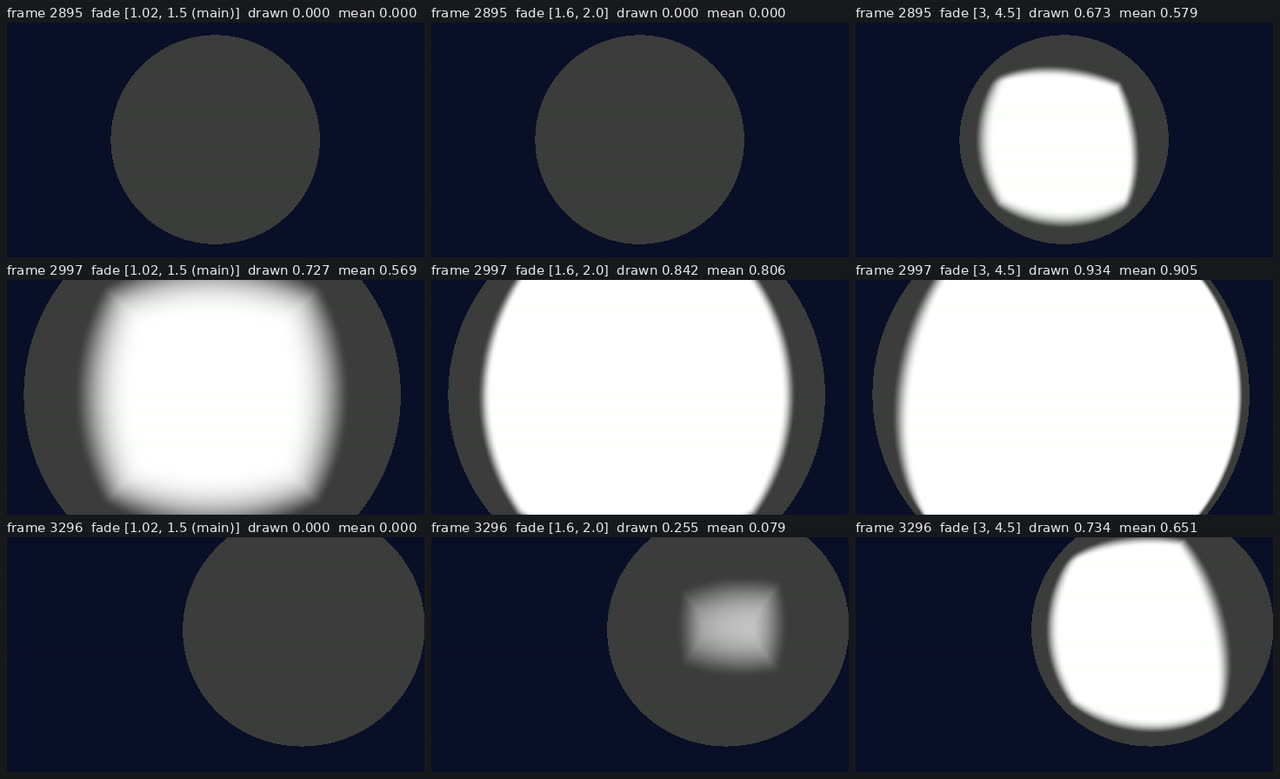 frame 2895  fade [1.02, 1.5 (main)]  drawn 0.000  mean 0.000
frame 2895  fade [1.6, 2.0]  drawn 0.000  mean 0.000
frame 2895  fade [3, 4.5]  drawn 0.673  mean 0.579
frame 2997  fade [1.02, 1.5 (main)]  drawn 0.727  mean 0.569
frame 2997  fade [1.6, 2.0]  drawn 0.842  mean 0.806
frame 2997  fade [3, 4.5]  drawn 0.934  mean 0.905
frame 3296  fade [1.02, 1.5 (main)]  drawn 0.000  mean 0.000
frame 3296  fade [1.6, 2.0]  drawn 0.255  mean 0.079
frame 3296  fade [3, 4.5]  drawn 0.734  mean 0.651